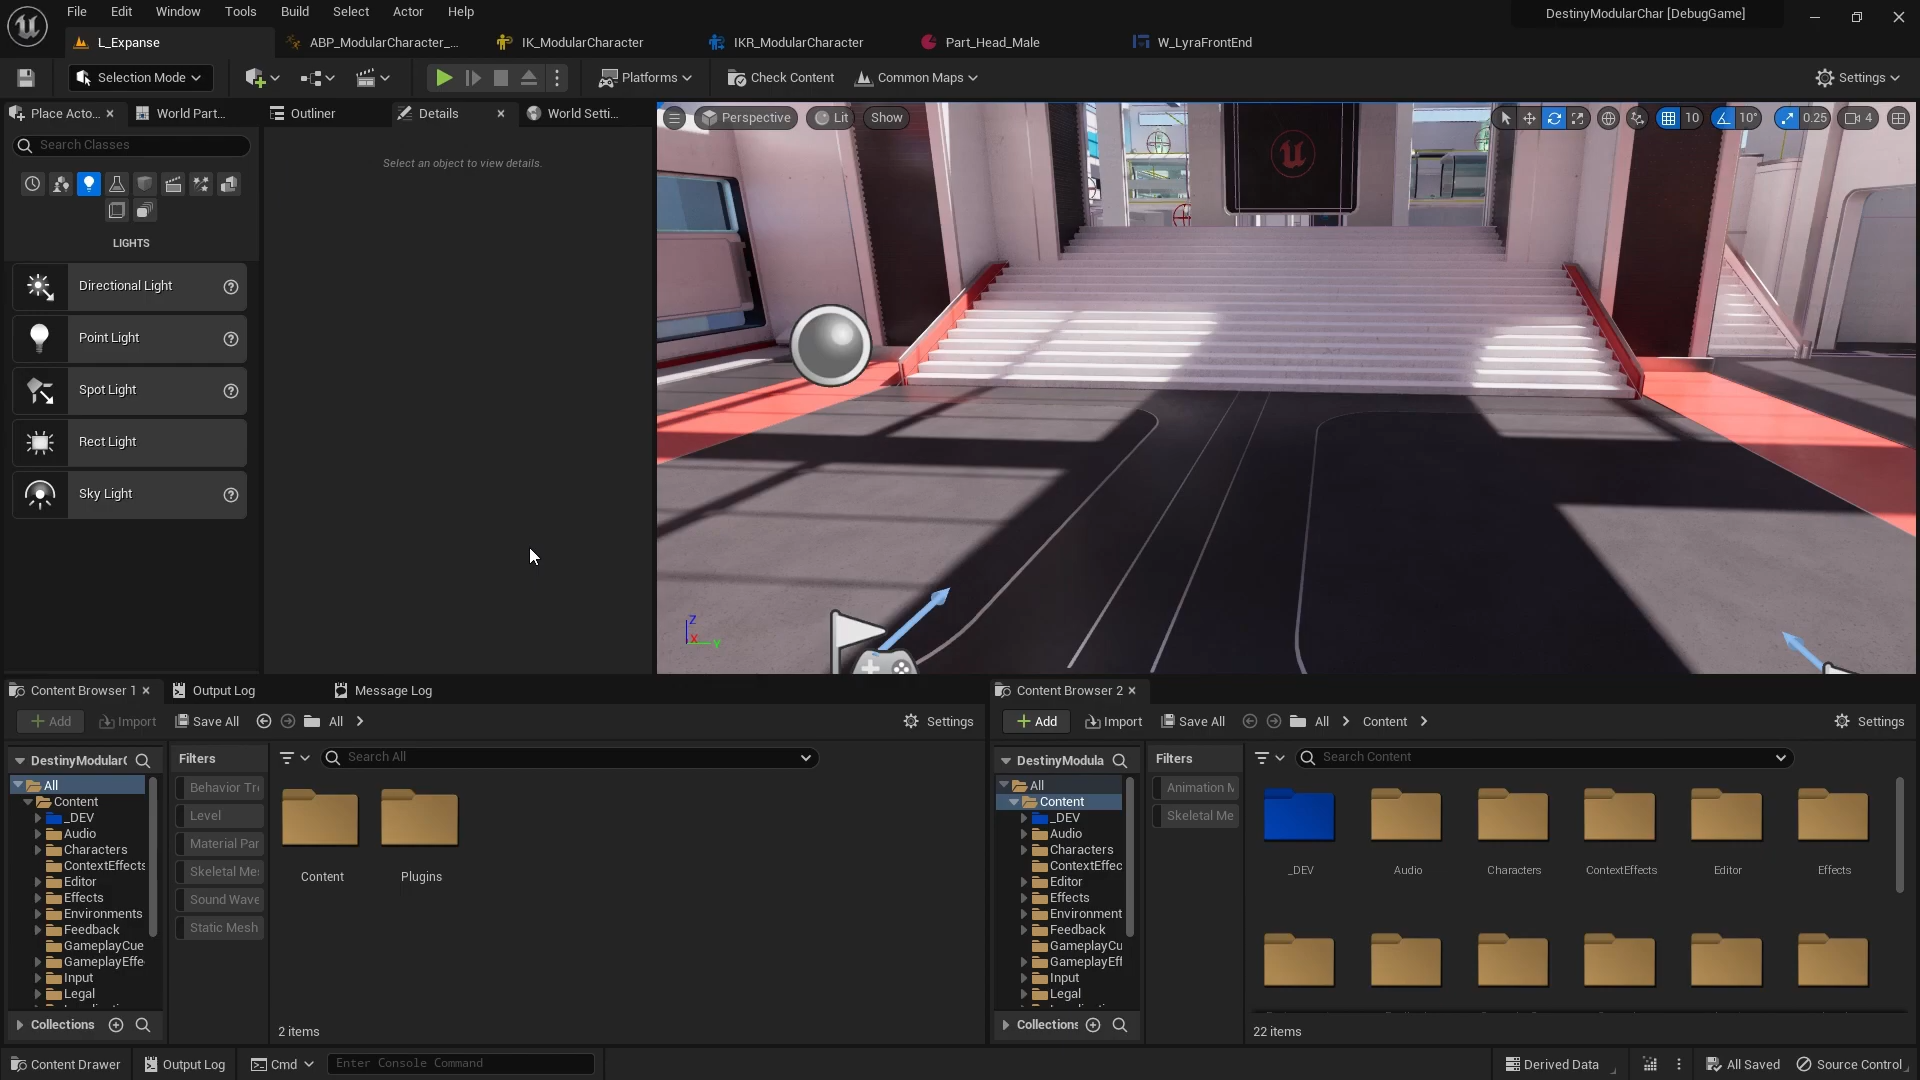 File Edit Window Tools Build Select Actor Help
DestinyModularChar [DebugGame]
L_Expanse
ABP_ModularCharacter_...
IK_ModularCharacter
IKR_ModularCharacter
Part_Head_Male
W_LyraFrontEnd
Selection Mode
Platforms
Check Content
Common Maps
Settings
Place Acto...
World Part...
Outliner
Details
World Setti...
Search Classes
LIGHTS
Directional Light
Point Light
Spot Light
Rect Light
Sky Light
Select an object to view details.
Perspective
Lit
Show
10
10°
0.25
4
Z
X
Y
Content Browser 1
Output Log
Message Log
Add
Import
Save All
All
Settings
DestinyModular(
Filters
Search All
All
Content
_DEV
Audio
Characters
ContextEffects
Editor
Effects
Environments
Feedback
GameplayCue
GameplayEffe
Input
Legal
Collections
Behavior Tr
Level
Material Par
Skeletal Me
Sound Wave
Static Mesh
Content
Plugins
2 items
Content Browser 2
Add
Import
Save All
All
Content
Settings
DestinyModula
Filters
Search Content
All
Content
_DEV
Audio
Characters
ContextEffec
Editor
Effects
Environment
Feedback
GameplayCu
GameplayEff
Input
Legal
Collections
Animation M
Skeletal Me
_DEV
Audio
Characters
ContextEffects
Editor
Effects
22 items
Content Drawer
Output Log
Cmd
Enter Console Command
Derived Data
All Saved
Source Control